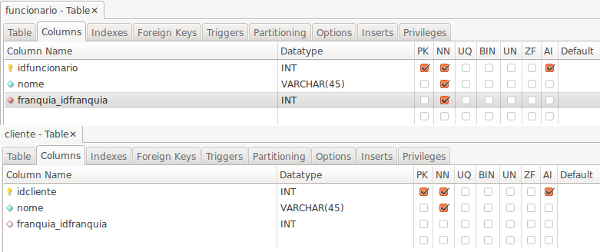 funcionario - Table×
Table Columns Indexes Foreign Keys Triggers Partitioning Options Inserts Privileges
Column Name Datatype PK NN UQ BIN UN ZF AI Default
idfuncionario INT
nome VARCHAR(45)
franquia_idfranquia INT
cliente - Table×
Table Columns Indexes Foreign Keys Triggers Partitioning Options Inserts Privileges
Column Name Datatype PK NN UQ BIN UN ZF AI Default
idcliente INT
nome VARCHAR(45)
franquia_idfranquia INT